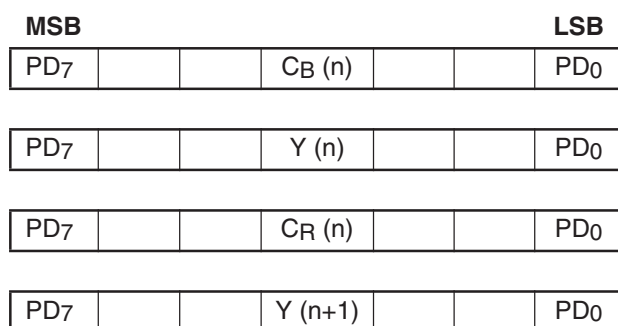 MSB LSB
PD7 CB (n) PD0
PD7 Y (n) PD0
PD7 CR (n) PD0
PD7 Y (n+1) PD0